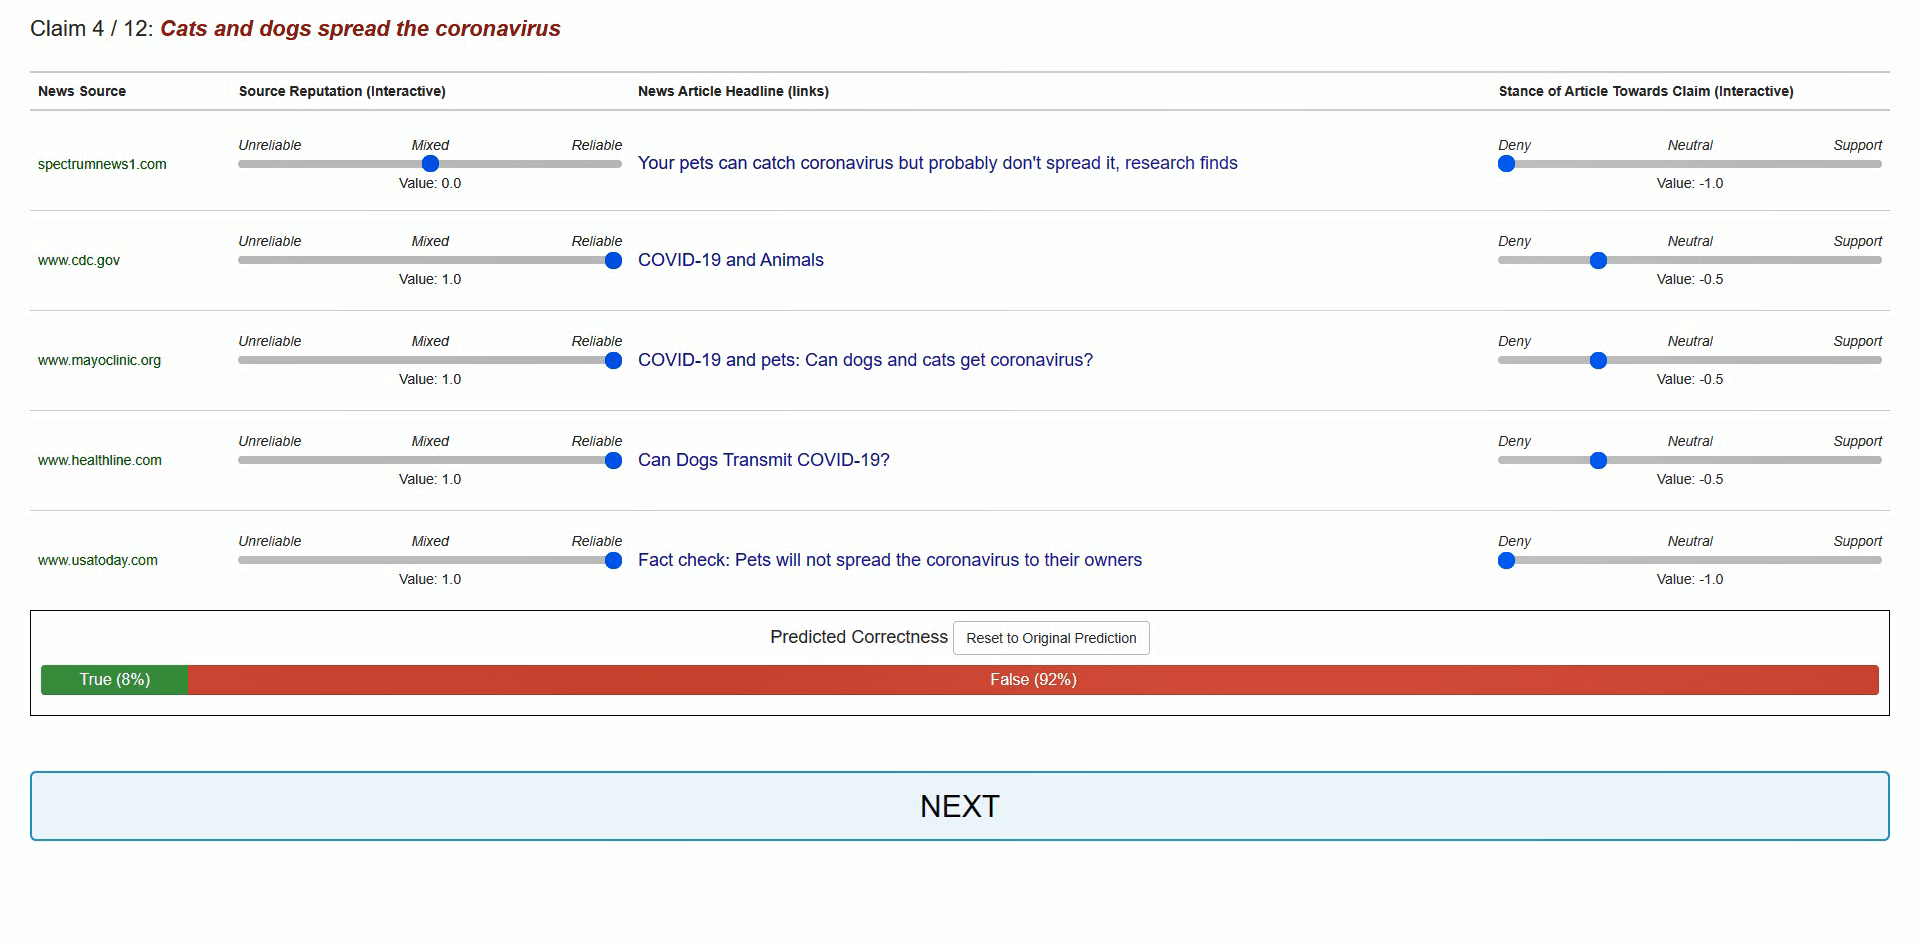 Claim 4 / 12: Cats and dogs spread the coronavirus
News Source Source Reputation (Interactive) News Article Headline (links) Stance of Article Towards Claim (Interactive)
Unreliable Mixed Reliable Deny Neutral Support
spectrumnews1.com Your pets can catch coronavirus but probably don't spread it, research finds
Value: 0.0 Value: -1.0
Unreliable Mixed Reliable Deny Neutral Support
www.cdc.gov COVID-19 and Animals
Value: 1.0 Value: -0.5
Unreliable Mixed Reliable Deny Neutral Support
www.mayoclinic.org COVID-19 and pets: Can dogs and cats get coronavirus?
Value: 1.0 Value: -0.5
Unreliable Mixed Reliable Deny Neutral Support
www.healthline.com Can Dogs Transmit COVID-19?
Value: 1.0 Value: -0.5
Unreliable Mixed Reliable Deny Neutral Support
www.usatoday.com Fact check: Pets will not spread the coronavirus to their owners
Value: 1.0 Value: -1.0
Predicted Correctness Reset to Original Prediction
True (8%) False (92%)
NEXT